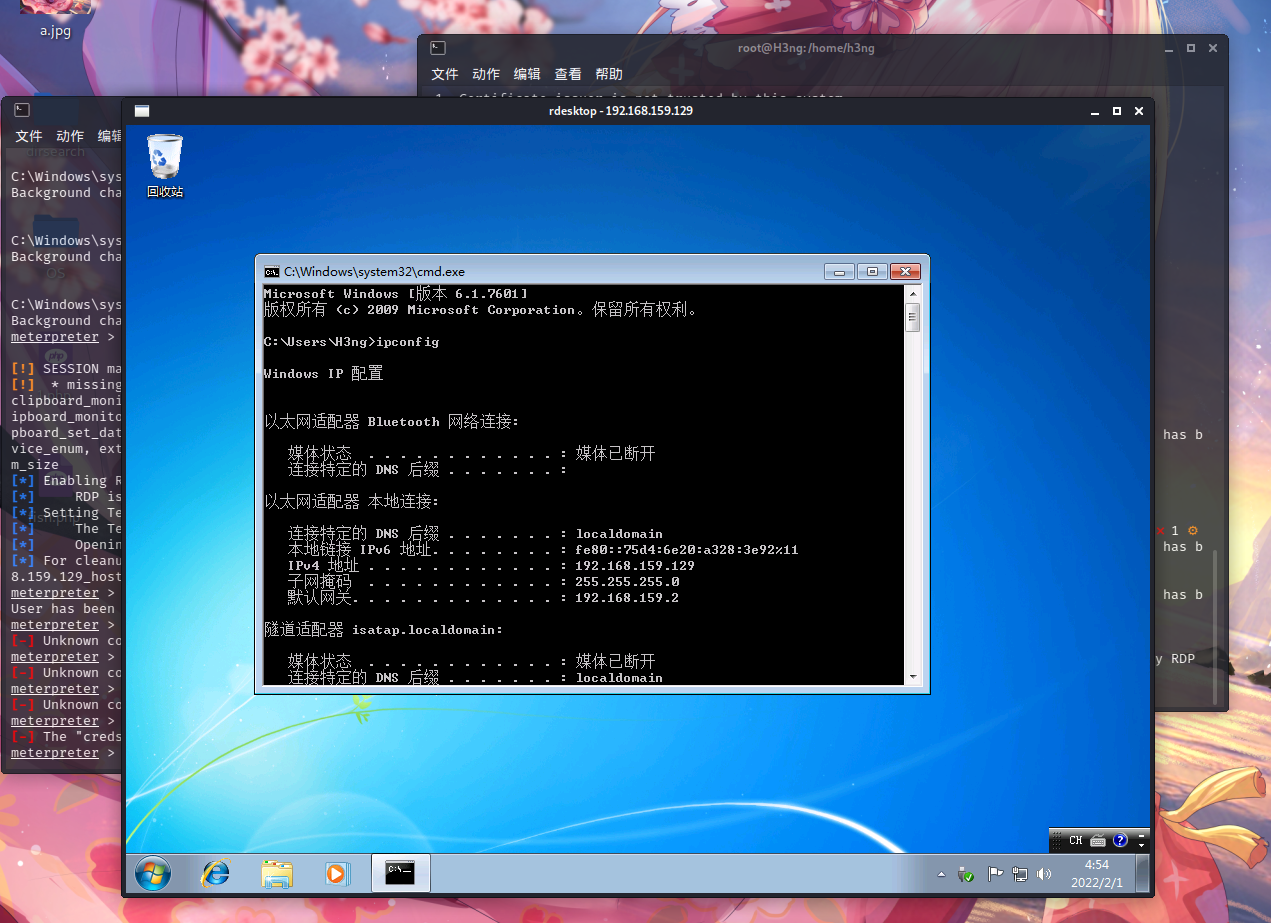 a.jpg
root@H3ng:/home/h3ng
文件 动作 编辑 查看 帮助
rdesktop - 192.168.159.129
文件 动作 编辑
dirsearch
C:\Windows\sys
Background cha
C:\Windows\sys
Background cha
OS
C:\Windows\sys
Background cha
meterpreter >
php
[!] SESSION ma
[!] * missing
clipboard_moni
ipboard_monito
pboard_set_dat
vice_enum, ext
m_size
[*] Enabling R
[*] RDP is
[*] Setting Te
[*] The Te
[*] Openin
[*] For cleanu
8.159.129_host
meterpreter >
User has been
meterpreter >
[-] Unknown co
meterpreter >
[-] Unknown co
meterpreter >
[-] Unknown co
meterpreter >
[-] The "creds
meterpreter >
回收站
C:\Windows\system32\cmd.exe
Microsoft Windows [版本 6.1.7601]
版权所有 (c) 2009 Microsoft Corporation。保留所有权利。
C:\Users\H3ng>ipconfig
Windows IP 配置
以太网适配器 Bluetooth 网络连接:
媒体状态 . . . . . . . . . . . . : 媒体已断开
连接特定的 DNS 后缀 . . . . . . . :
以太网适配器 本地连接:
连接特定的 DNS 后缀 . . . . . . . : localdomain
本地链接 IPv6 地址. . . . . . . . : fe80::75d4:6e20:a328:3e92%11
IPv4 地址 . . . . . . . . . . . . : 192.168.159.129
子网掩码 . . . . . . . . . . . . : 255.255.255.0
默认网关. . . . . . . . . . . . . : 192.168.159.2
隧道适配器 isatap.localdomain:
媒体状态 . . . . . . . . . . . . : 媒体已断开
连接特定的 DNS 后缀 . . . . . . . : localdomain
has b
1
has b
has b
y RDP
CH
4:54
2022/2/1